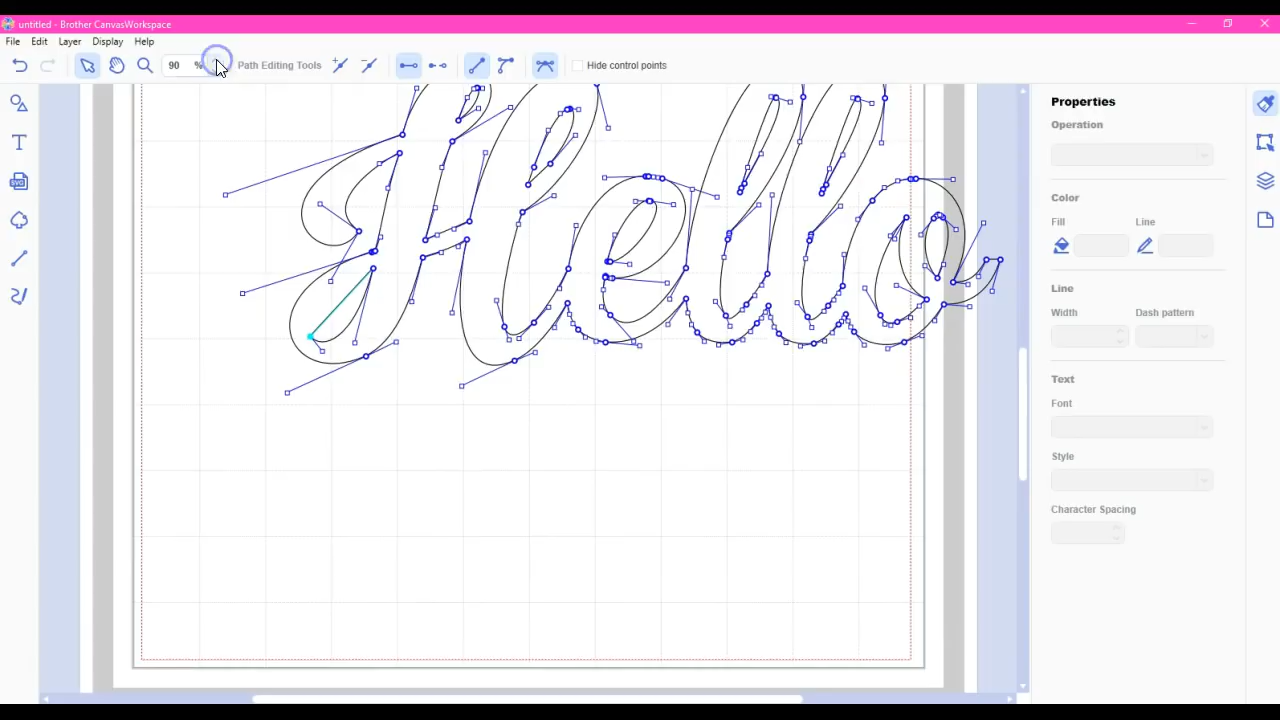 untitled - Brother CanvasWorkspace
File Edit Layer Display Help
90 % Path Editing Tools Hide control points
Properties
Operation
Color
Fill Line
Line
Width Dash pattern
Text
Font
Style
Character Spacing
SVG
Hello